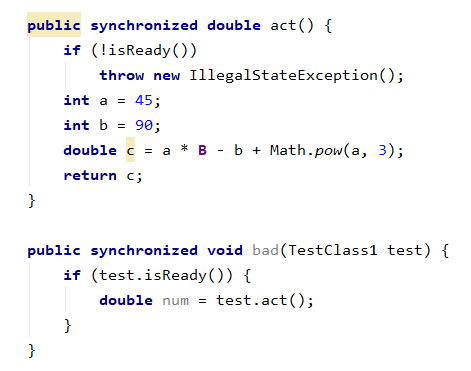 public synchronized double act() {
    if (!isReady())
        throw new IllegalStateException();
    int a = 45;
    int b = 90;
    double c = a * B - b + Math.pow(a, 3);
    return c;
}

public synchronized void bad(TestClass1 test) {
    if (test.isReady()) {
        double num = test.act();
    }
}